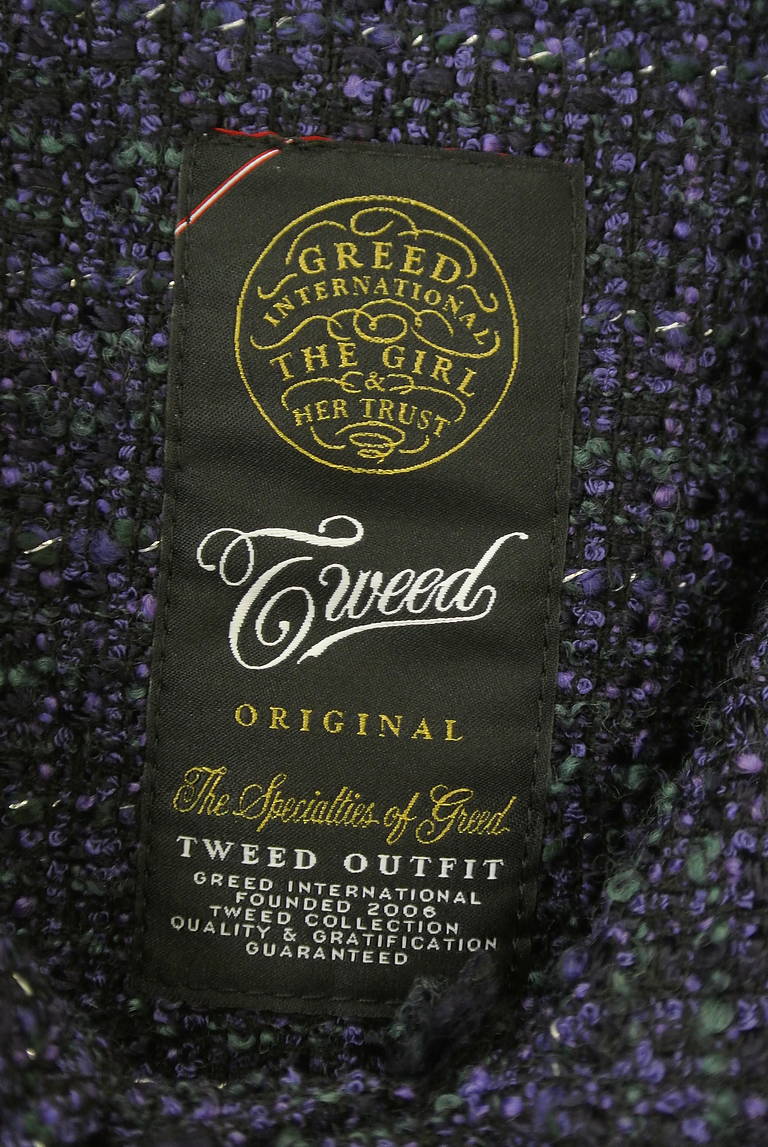 GREED
INTERNATIONAL
THE GIRL
&
HER TRUST
Tweed
ORIGINAL
The Specialties of Greed
TWEED OUTFIT
GREED INTERNATIONAL
FOUNDED 2006
TWEED COLLECTION
QUALITY & GRATIFICATION
GUARANTEED